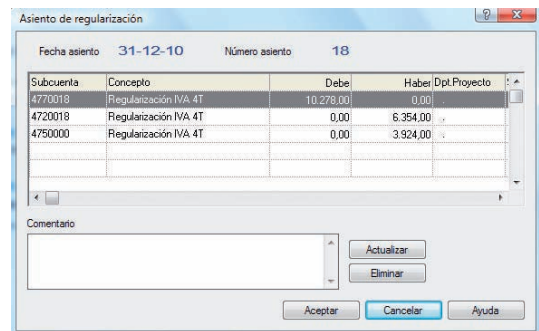 Asiento de regularización
Fecha asiento 31-12-10 Número asiento 18
Subcuenta Concepto Debe Haber Dpt.Proyecto
4770018 Regularización IVA 4T 10.278,00 0,00 .
4720018 Regularización IVA 4T 0,00 6.354,00 .
4750000 Regularización IVA 4T 0,00 3.924,00 .
Comentario
Actualizar
Eliminar
Aceptar Cancelar Ayuda